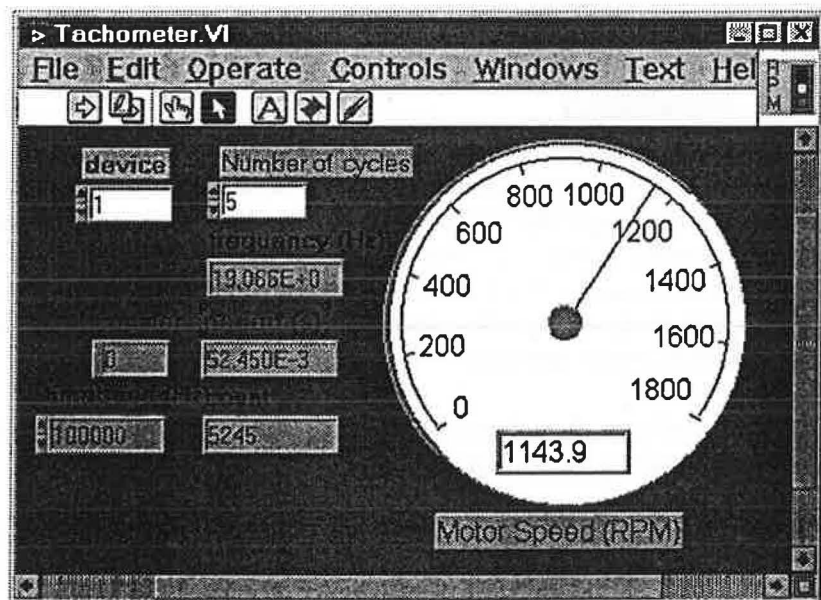 Tachometer.VI
File Edit Operate Controls Windows Text Hel
RPM
A
device Number of cycles
1 5
frequency (Hz)
19.066E+0
0 52.450E-3
100000 5245
0
200
400
600
800
1000
1200
1400
1600
1800
1143.9
Motor Speed (RPM)